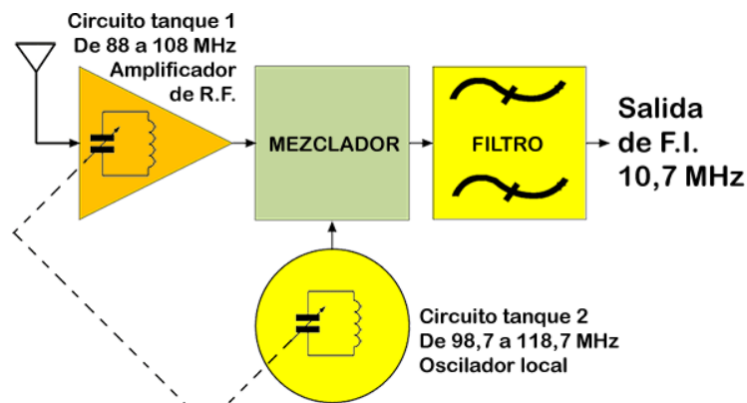 Circuito tanque 1
De 88 a 108 MHz
Amplificador
de R.F.
MEZCLADOR
FILTRO
Salida
de F.I.
10,7 MHz
Circuito tanque 2
De 98,7 a 118,7 MHz
Oscilador local